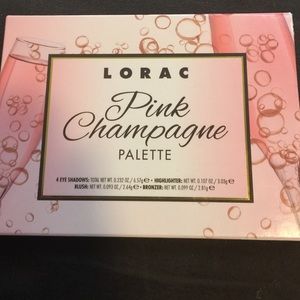 LORAC
Pink
Champagne
PALETTE
4 EYE SHADOWS: TOTAL NET WT. 0.232 OZ./6.57g℮ • HIGHLIGHTER: NET WT. 0.107 OZ./3.03g℮
BLUSH: NET WT. 0.093 OZ./2.64g℮ • BRONZER: NET WT. 0.099 OZ./2.81g℮